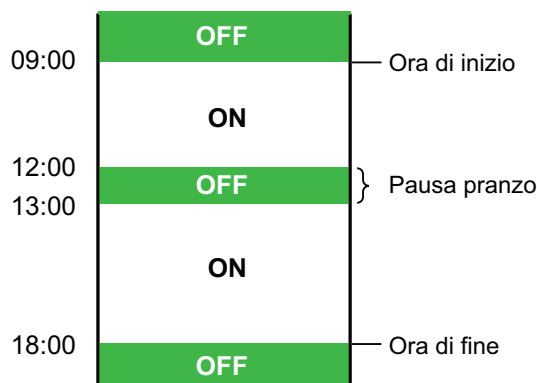 OFF
09:00
Ora di inizio
ON
12:00
OFF
Pausa pranzo
13:00
ON
18:00
Ora di fine
OFF